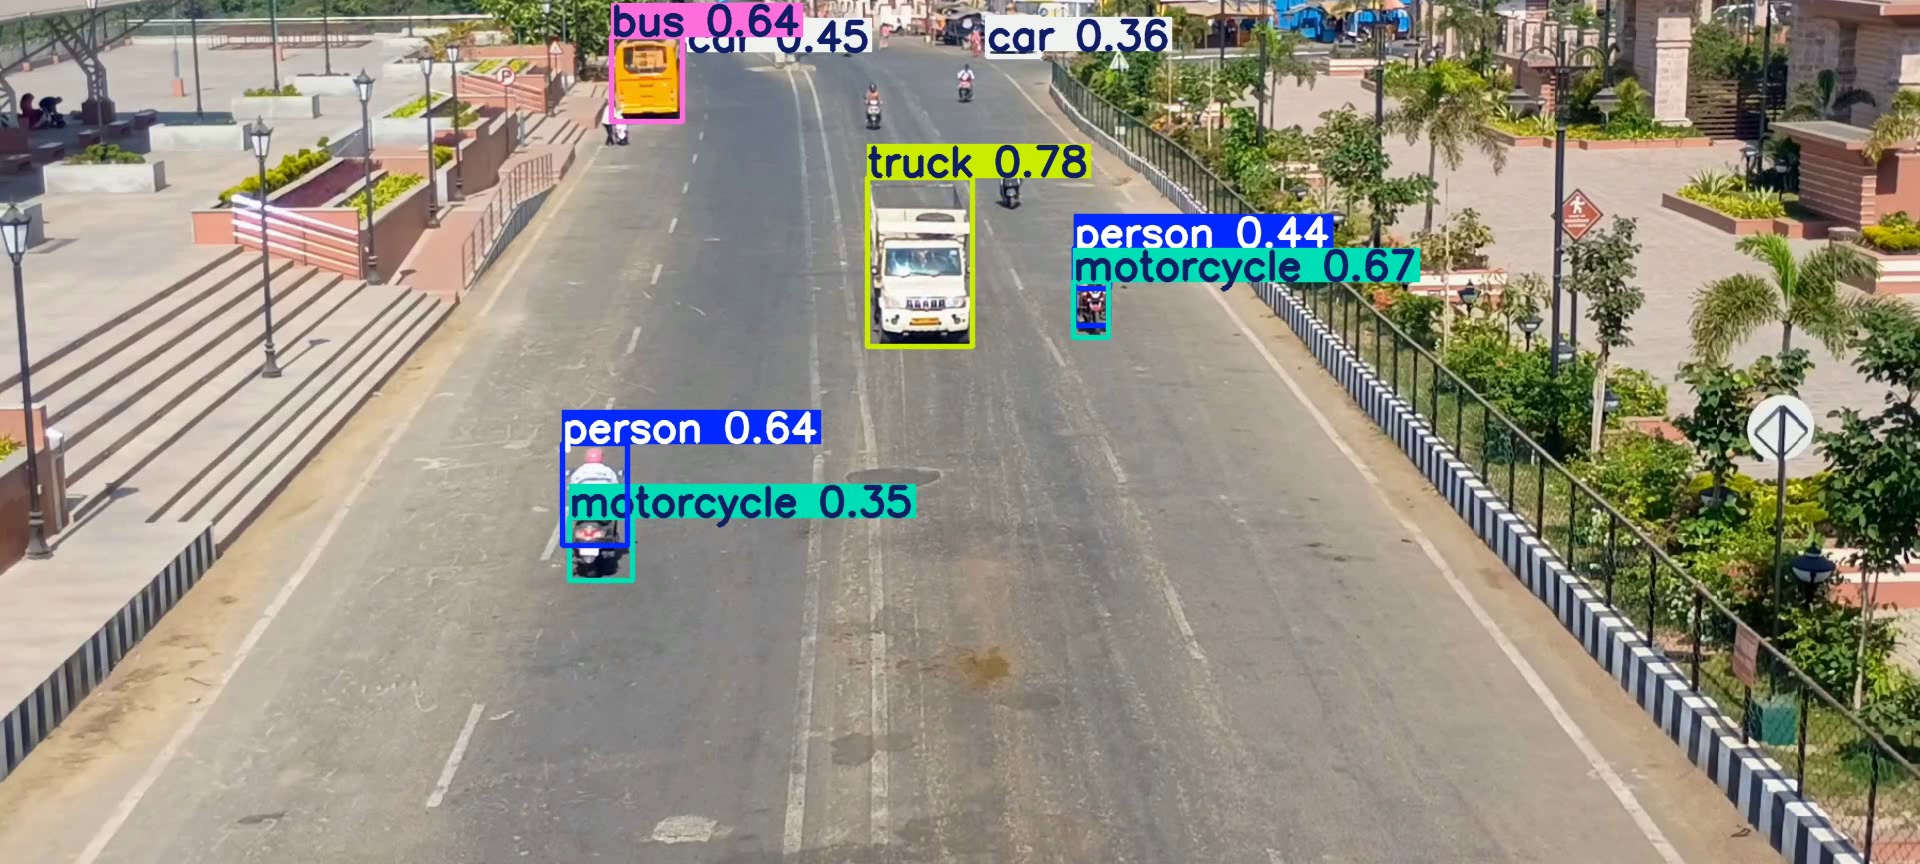 bus 0.64
car 0.45
car 0.36
truck 0.78
person 0.44
motorcycle 0.67
person 0.64
motorcycle 0.35
P